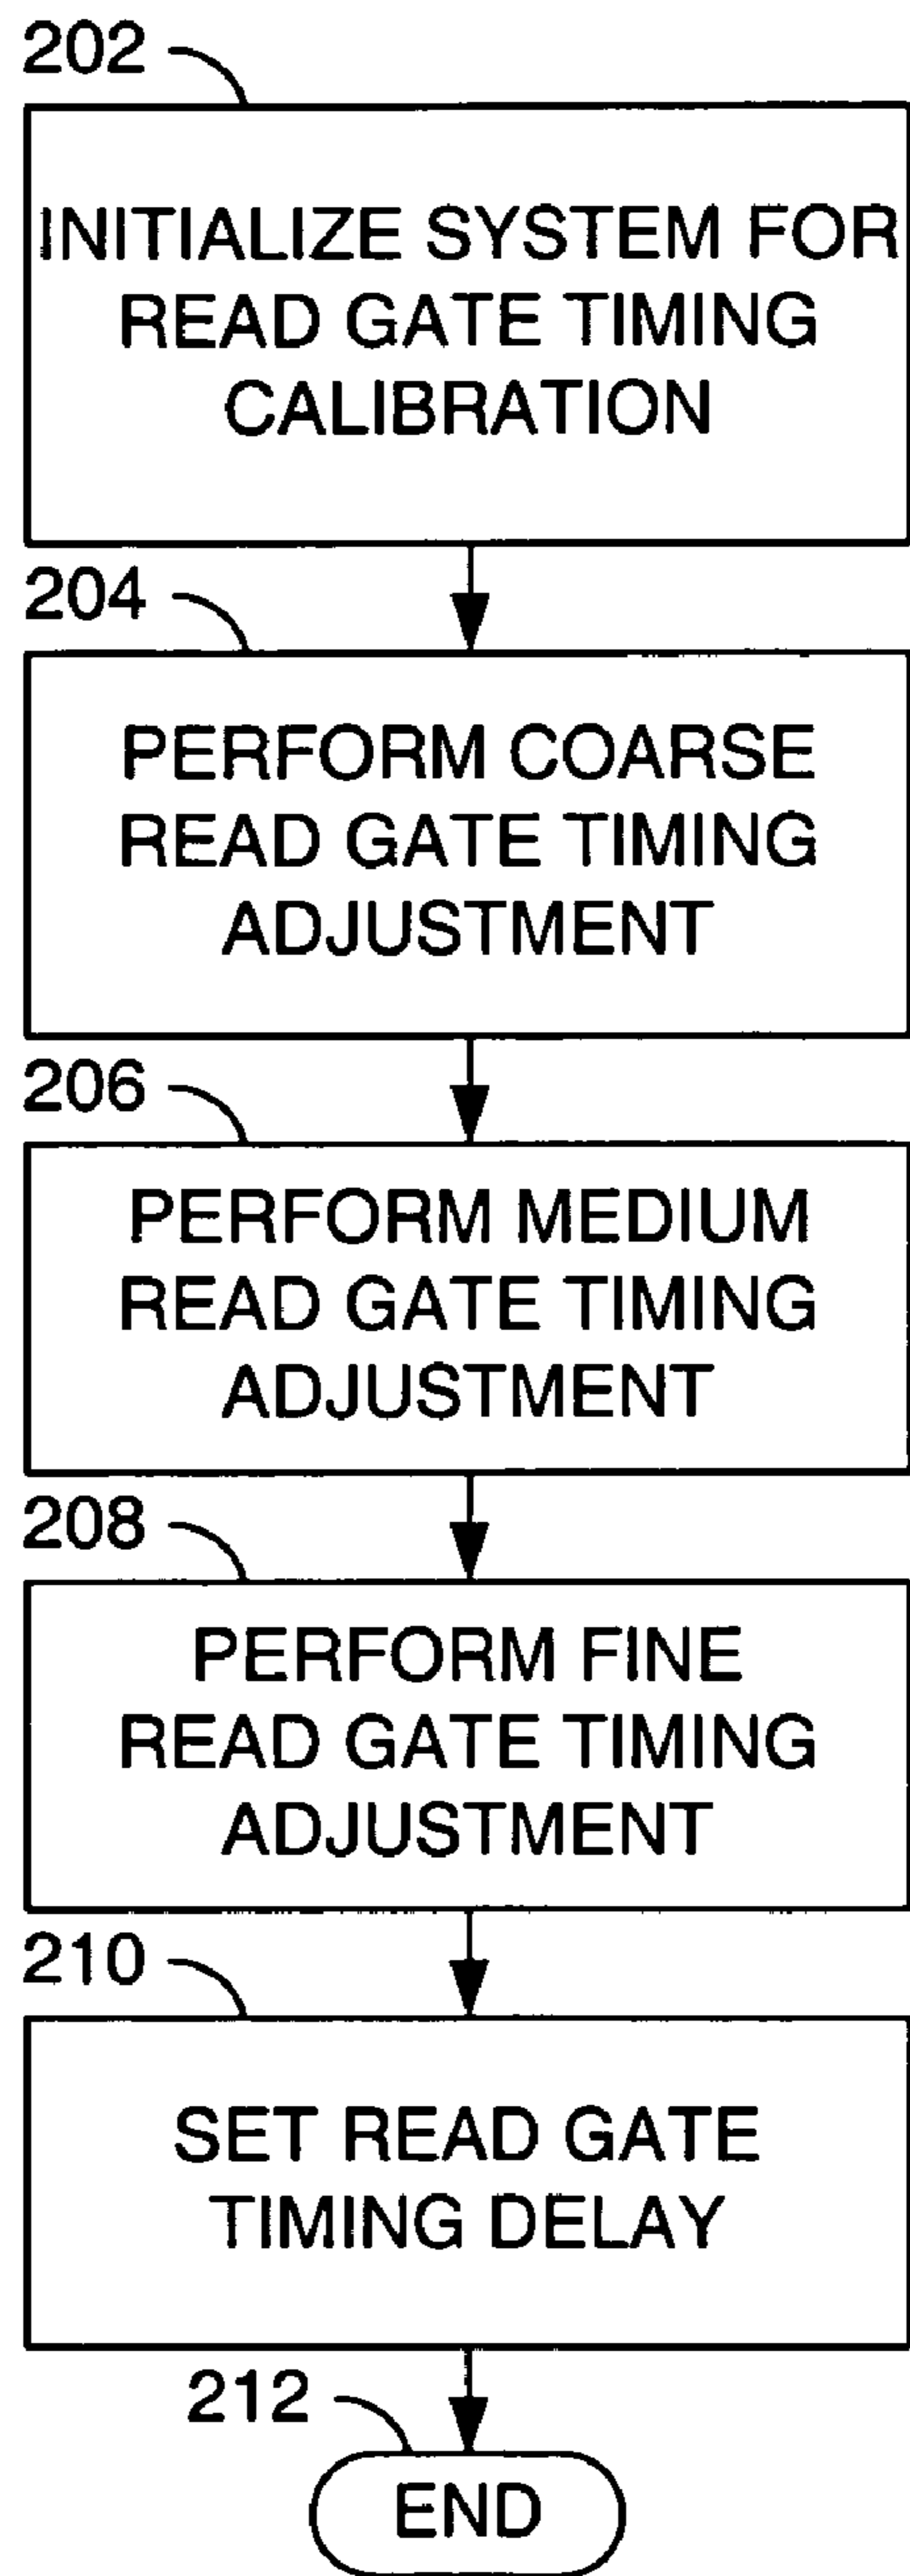 202
INITIALIZE SYSTEM FOR
READ GATE TIMING
CALIBRATION
204
PERFORM COARSE
READ GATE TIMING
ADJUSTMENT
206
PERFORM MEDIUM
READ GATE TIMING
ADJUSTMENT
208
PERFORM FINE
READ GATE TIMING
ADJUSTMENT
210
SET READ GATE
TIMING DELAY
212
END